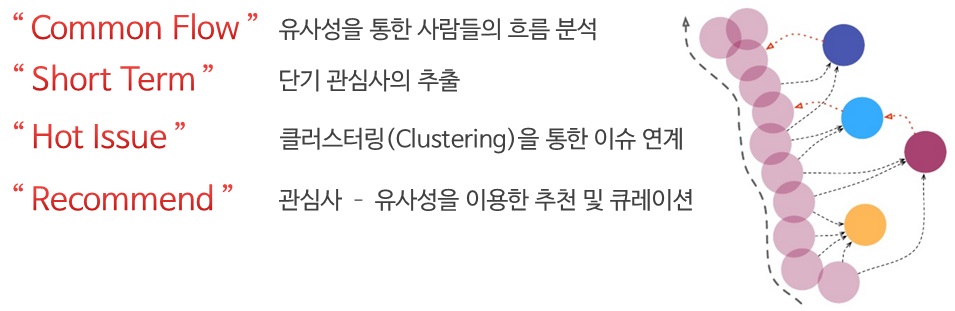 “ Common Flow ” 유사성을 통한 사람들의 흐름 분석
“ Short Term ” 단기 관심사의 추출
“ Hot Issue ” 클러스터링(Clustering)을 통한 이슈 연계
“ Recommend ” 관심사 - 유사성을 이용한 추천 및 큐레이션